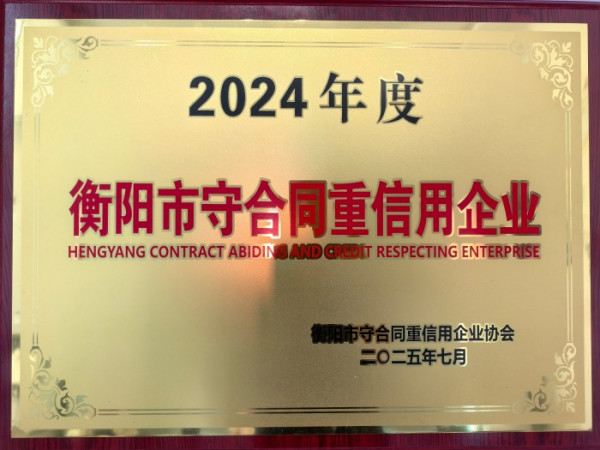 2024年度
衡阳市守合同重信用企业
HENGYANG CONTRACT ABIDING AND CREDIT RESPECTING ENTERPRISE
衡阳市守合同重信用企业协会
二〇二五年七月